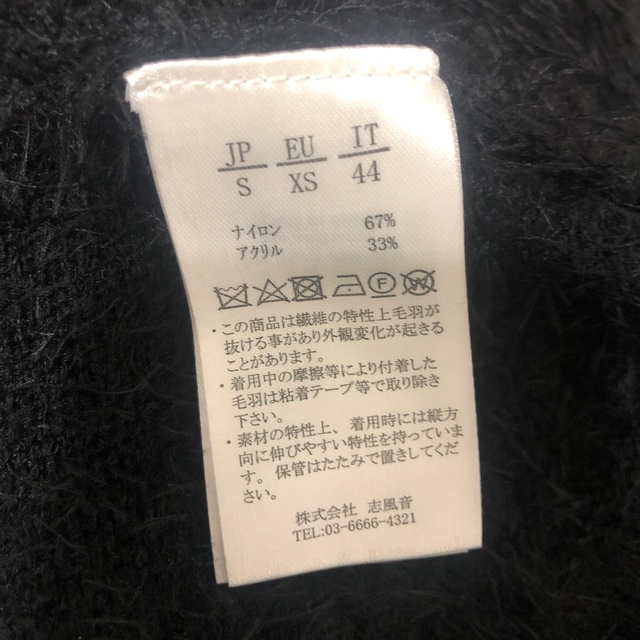 JP EU IT
S XS 44
ナイロン 67%
アクリル 33%
・この商品は繊維の特性上毛羽が
抜ける事があり外観変化が起きる
ことがあります。
・着用中の摩擦等により付着した
毛羽は粘着テープ等で取り除き
下さい。
・素材の特性上、着用時には縦方
向に伸びやすい特性を持っていま
す。保管はたたみで置きしてくだ
さい。
株式会社 志風音
TEL:03-6666-4321